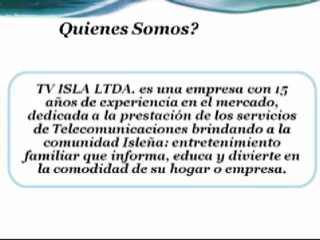 Quienes Somos?
TV ISLA LTDA. es una empresa con 15
años de experiencia en el mercado,
dedicada a la prestación de los servicios
de Telecomunicaciones brindando a la
comunidad Isleña: entretenimiento
familiar que informa, educa y divierte en
la comodidad de su hogar o empresa.